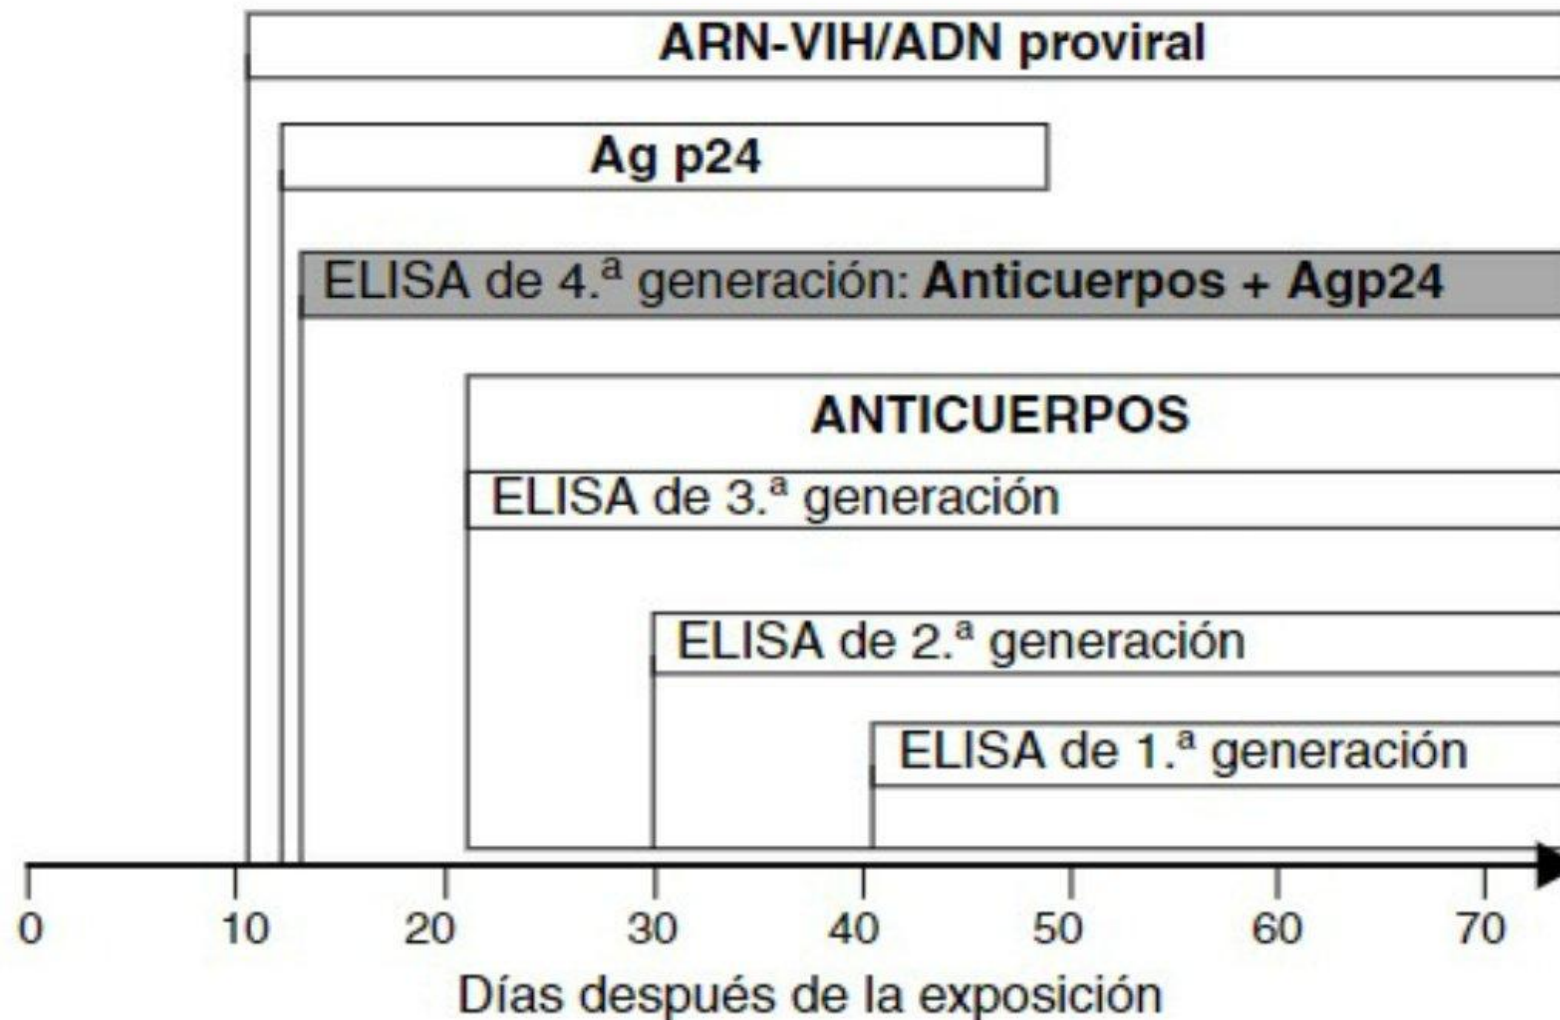 ARN-VIH/ADN proviral
Ag p24
ELISA de 4.ª generación: Anticuerpos + Agp24
ANTICUERPOS
ELISA de 3.ª generación
ELISA de 2.ª generación
ELISA de 1.ª generación
0 10 20 30 40 50 60 70
Días después de la exposición